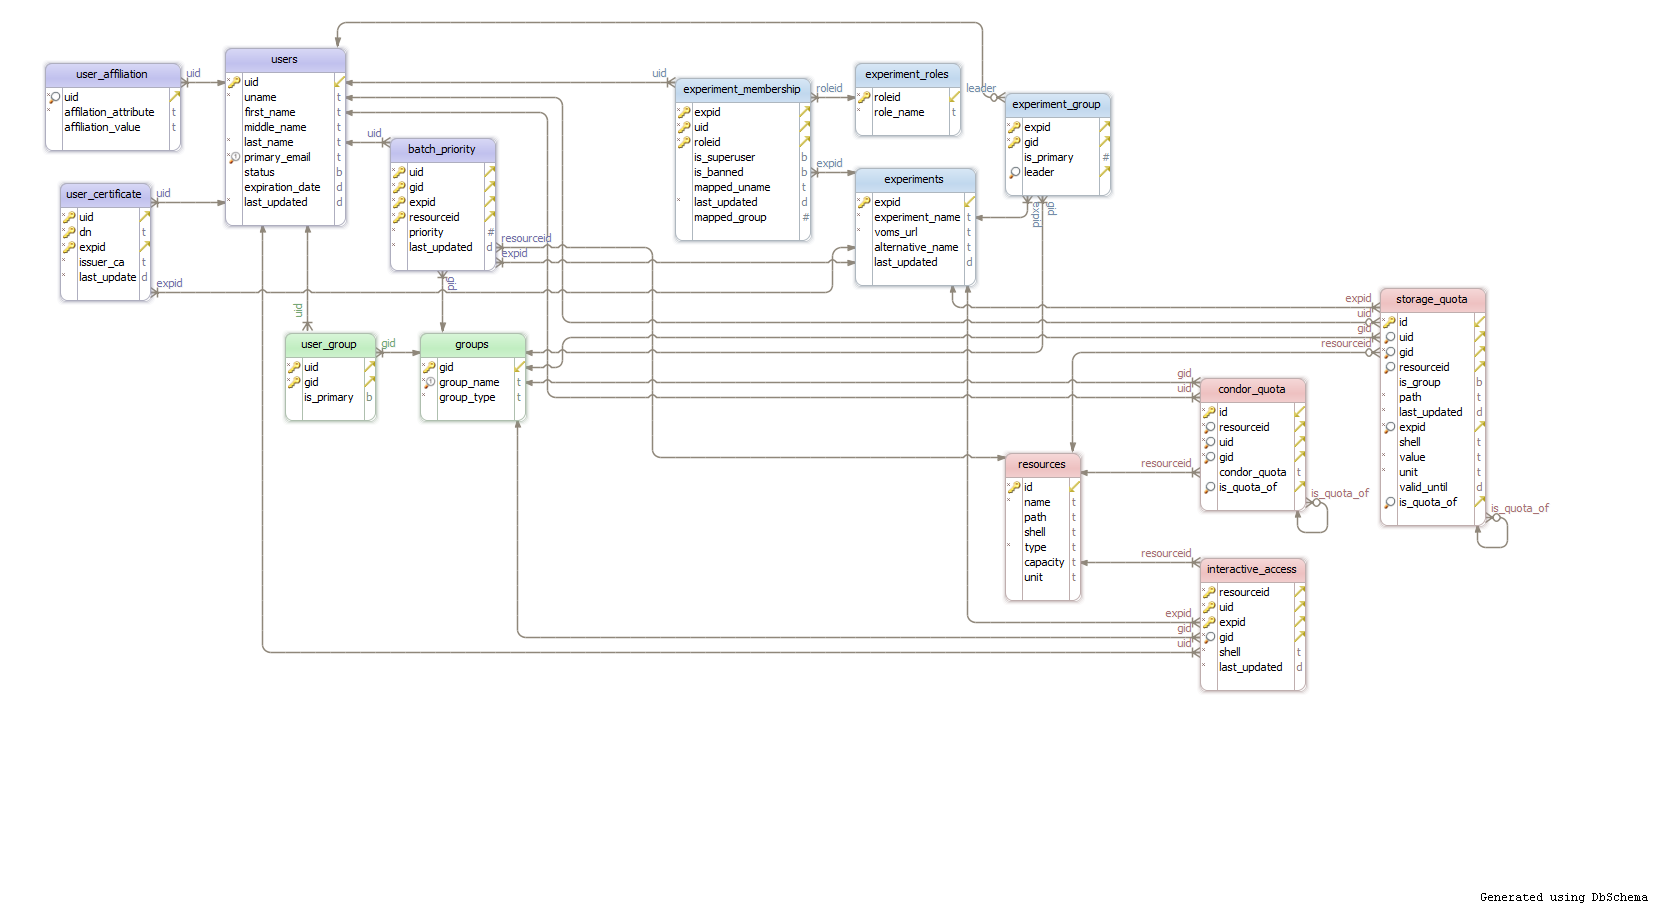 users
uid
uname
t
first_name
t
middle_name
t
last_name
t
primary_email
t
status
b
expiration_date
d
last_updated
d
user_affiliation
uid
affilation_attribute
t
affiliation_value
t
uid
user_certificate
uid
dn
t
expid
issuer_ca
t
last_update
d
uid
expid
batch_priority
uid
gid
expid
resourceid
priority
#
last_updated
d
uid
resourceid
expid
gid
user_group
uid
gid
is_primary
b
uid
gid
groups
gid
group_name
t
group_type
t
experiment_membership
expid
uid
roleid
is_superuser
b
is_banned
b
mapped_uname
t
last_updated
d
mapped_group
#
uid
roleid
expid
experiment_roles
roleid
role_name
t
experiments
expid
experiment_name
t
voms_url
t
alternative_name
t
last_updated
d
leader
experiment_group
expid
gid
is_primary
#
leader
expid
gid
storage_quota
id
uid
gid
resourceid
is_group
b
path
t
last_updated
d
expid
shell
t
value
t
unit
t
valid_until
d
is_quota_of
expid
uid
gid
resourceid
is_quota_of
condor_quota
id
resourceid
uid
gid
condor_quota
t
is_quota_of
gid
uid
resourceid
is_quota_of
resources
id
name
t
path
t
shell
t
type
t
capacity
t
unit
t
interactive_access
resourceid
uid
expid
gid
shell
t
last_updated
d
resourceid
expid
gid
uid
Generated using DbSchema